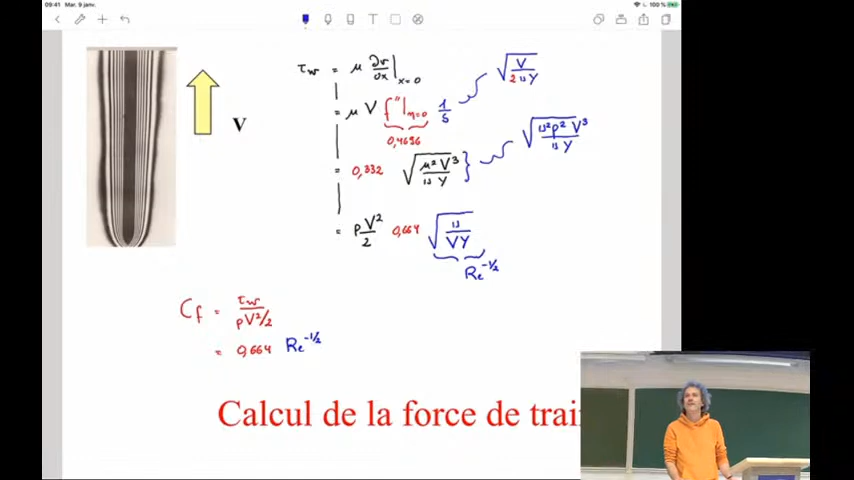 09:41 Mar. 9 janv.
100 %
T
V
τw = μ ∂v/∂x |x=0
√(V/2νY)
= μ V f''|η=0 1/δ
0,4696
√(ν²ρ²V³/νY)
= 0,332 √(μ²V³/νY)
= ρV²/2 0,664 √(ν/VY)
Re^-1/2
Cf = τw/ρV²/2
= 0,664 Re^-1/2
Calcul de la force de